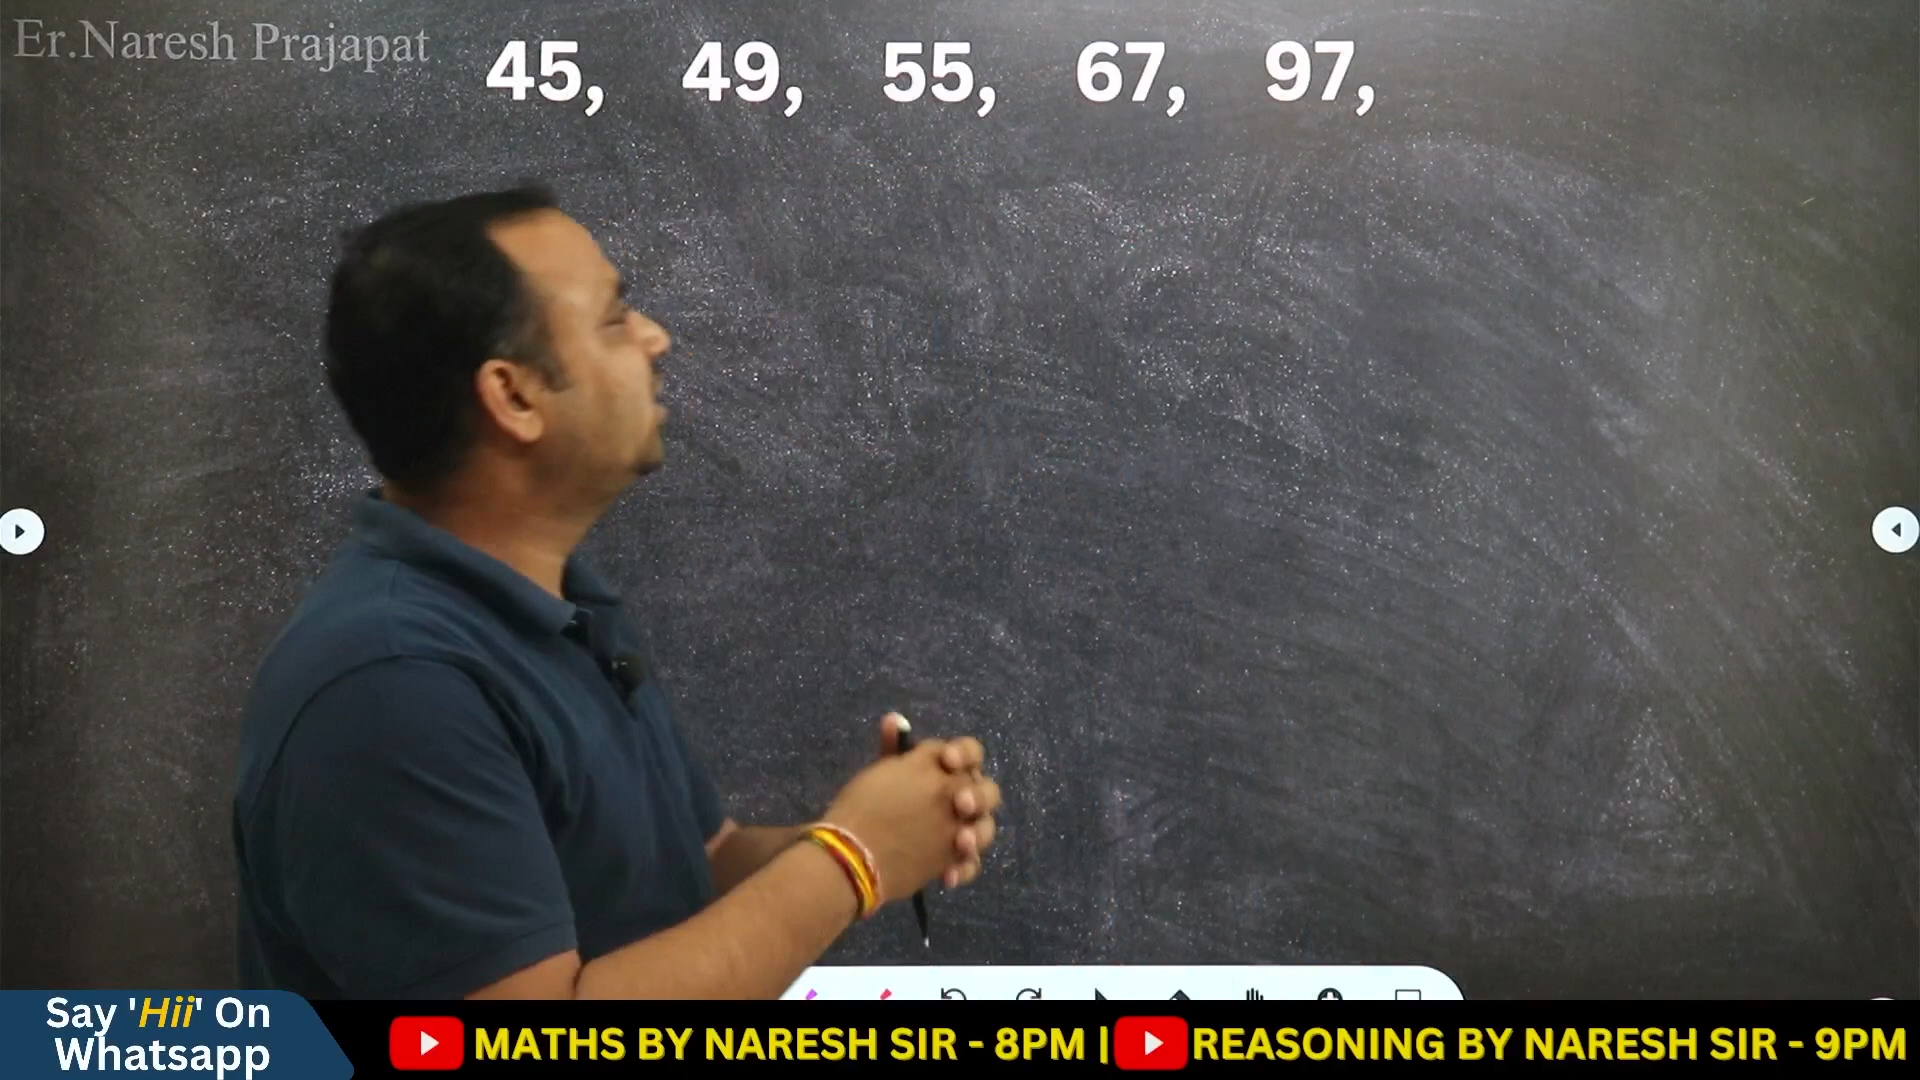 Er.Naresh Prajapat
45, 49, 55, 67, 97,
Say 'Hii' On
Whatsapp
MATHS BY NARESH SIR - 8PM | REASONING BY NARESH SIR - 9PM